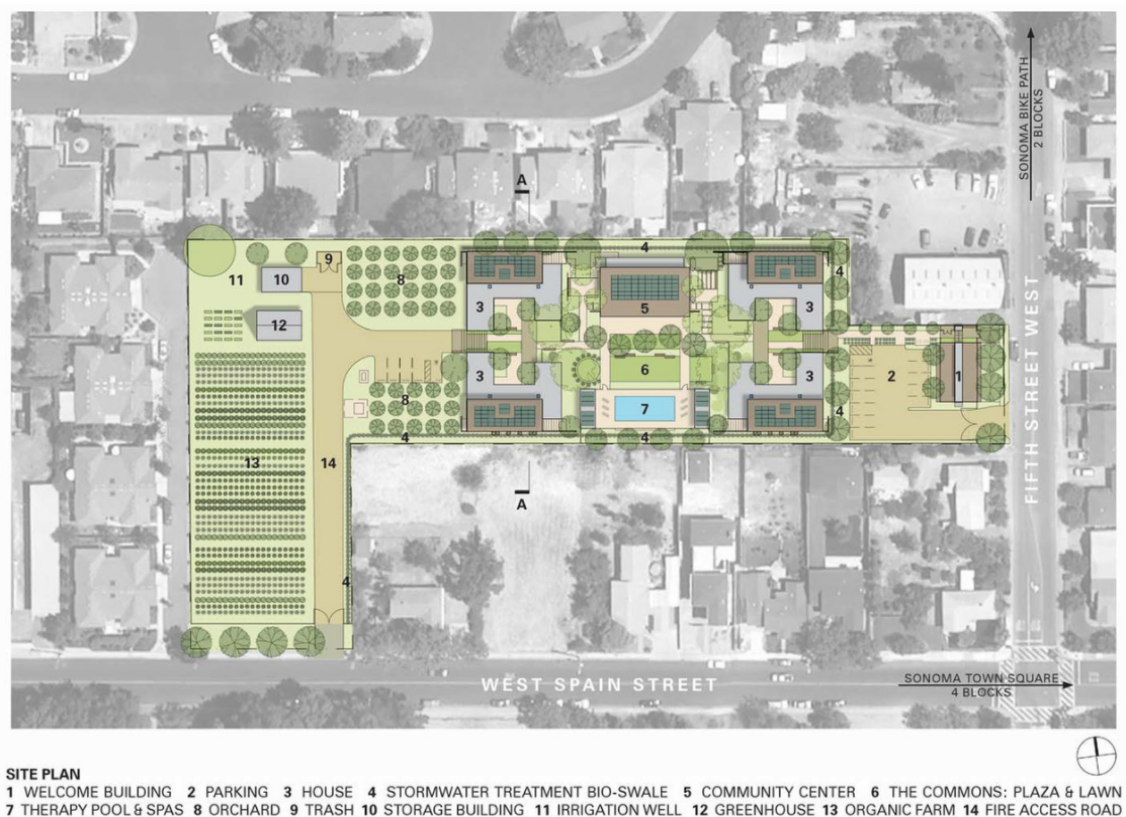 SONOMA BIKE PATH
2 BLOCKS
A
4
9
11
10
8
3
5
3
4
12
6
2
1
3
3
7
8
4
4
4
13
14
A
FIFTH STREET WEST
4
WEST SPAIN STREET
SONOMA TOWN SQUARE
4 BLOCKS
SITE PLAN
1 WELCOME BUILDING 2 PARKING 3 HOUSE 4 STORMWATER TREATMENT BIO-SWALE 5 COMMUNITY CENTER 6 THE COMMONS: PLAZA & LAWN
7 THERAPY POOL & SPAS 8 ORCHARD 9 TRASH 10 STORAGE BUILDING 11 IRRIGATION WELL 12 GREENHOUSE 13 ORGANIC FARM 14 FIRE ACCESS ROAD